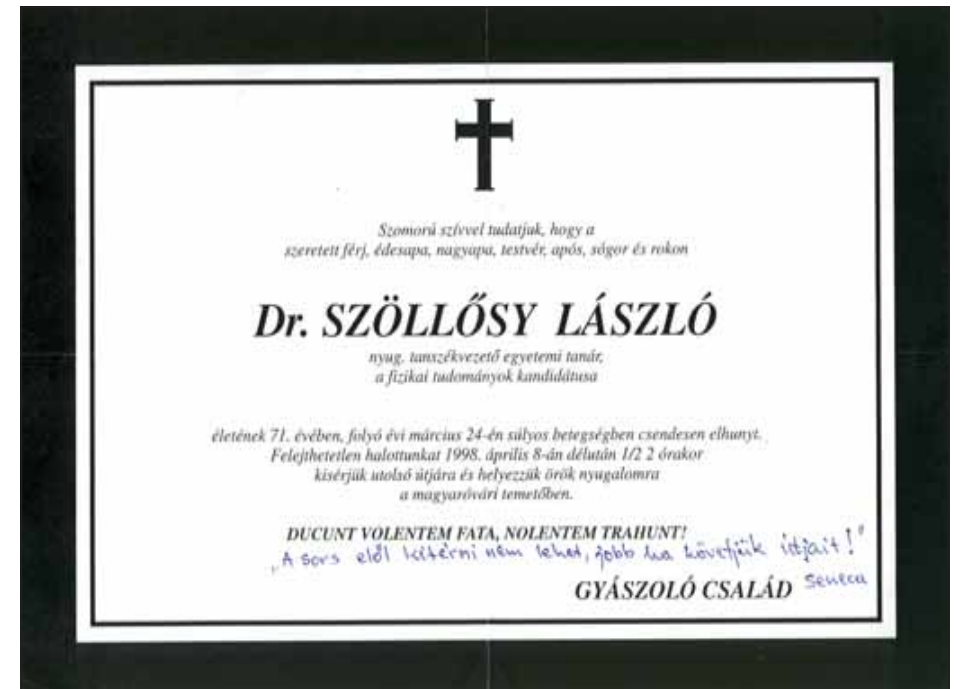 Szomorú szívvel tudatjuk, hogy a
szeretett férj, édesapa, nagyapa, testvér, após, sógor és rokon
Dr. SZÖLLŐSY LÁSZLÓ
nyug. tanszékvezető egyetemi tanár,
a fizikai tudományok kandidátusa
életének 71. évében, folyó évi március 24-én súlyos betegségben csendesen elhunyt.
Felejthetetlen halottunkat 1998. április 8-án délután 1/2 2 órakor
kisérjük utolsó útjára és helyezzük örök nyugalomra
a magyaróvári temetőben.
DUCUNT VOLENTEM FATA, NOLENTEM TRAHUNT!
„A sors elől kitérni nem lehet, jobb ha követjük útjait!"
Seneca
GYÁSZOLÓ CSALÁD